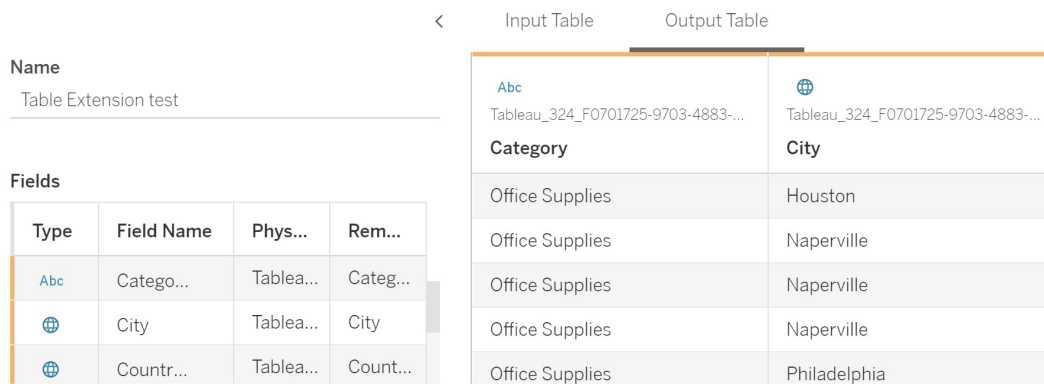 Input Table Output Table
Name
Table Extension test
Fields
Type Field Name Phys... Rem...
Abc Catego... Tablea... Categ...
City Tablea... City
Countr... Tablea... Count...
Abc
Tableau_324_F0701725-9703-4883-... Tableau_324_F0701725-9703-4883-...
Category City
Office Supplies Houston
Office Supplies Naperville
Office Supplies Naperville
Office Supplies Naperville
Office Supplies Philadelphia